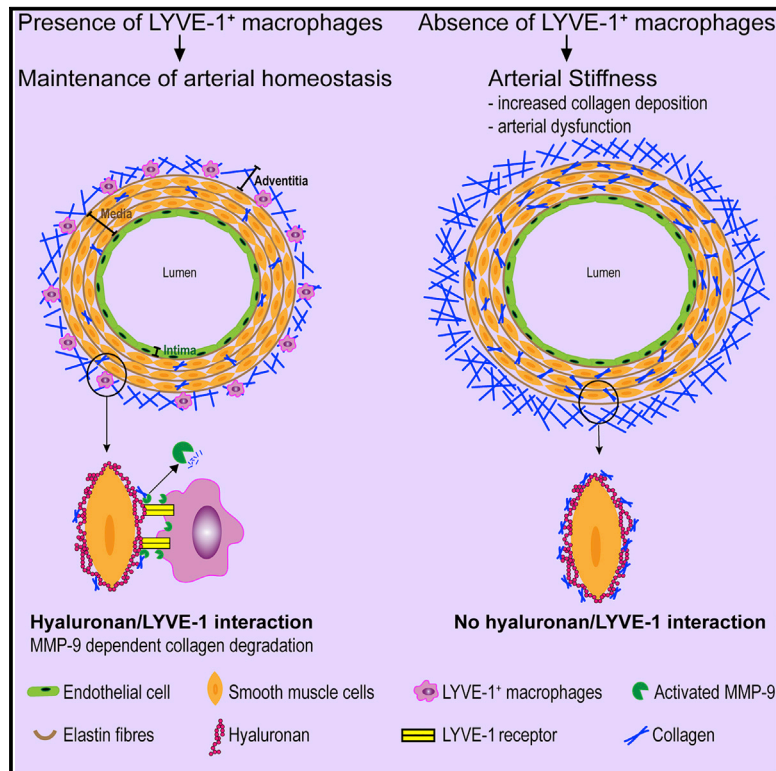 Presence of LYVE-1⁺ macrophages
Maintenance of arterial homeostasis
Adventitia
Media
Lumen
Intima
Hyaluronan/LYVE-1 interaction
MMP-9 dependent collagen degradation
Absence of LYVE-1⁺ macrophages
Arterial Stiffness
- increased collagen deposition
- arterial dysfunction
Lumen
No hyaluronan/LYVE-1 interaction
Endothelial cell
Smooth muscle cells
LYVE-1⁺ macrophages
Activated MMP-9
Elastin fibres
Hyaluronan
LYVE-1 receptor
Collagen